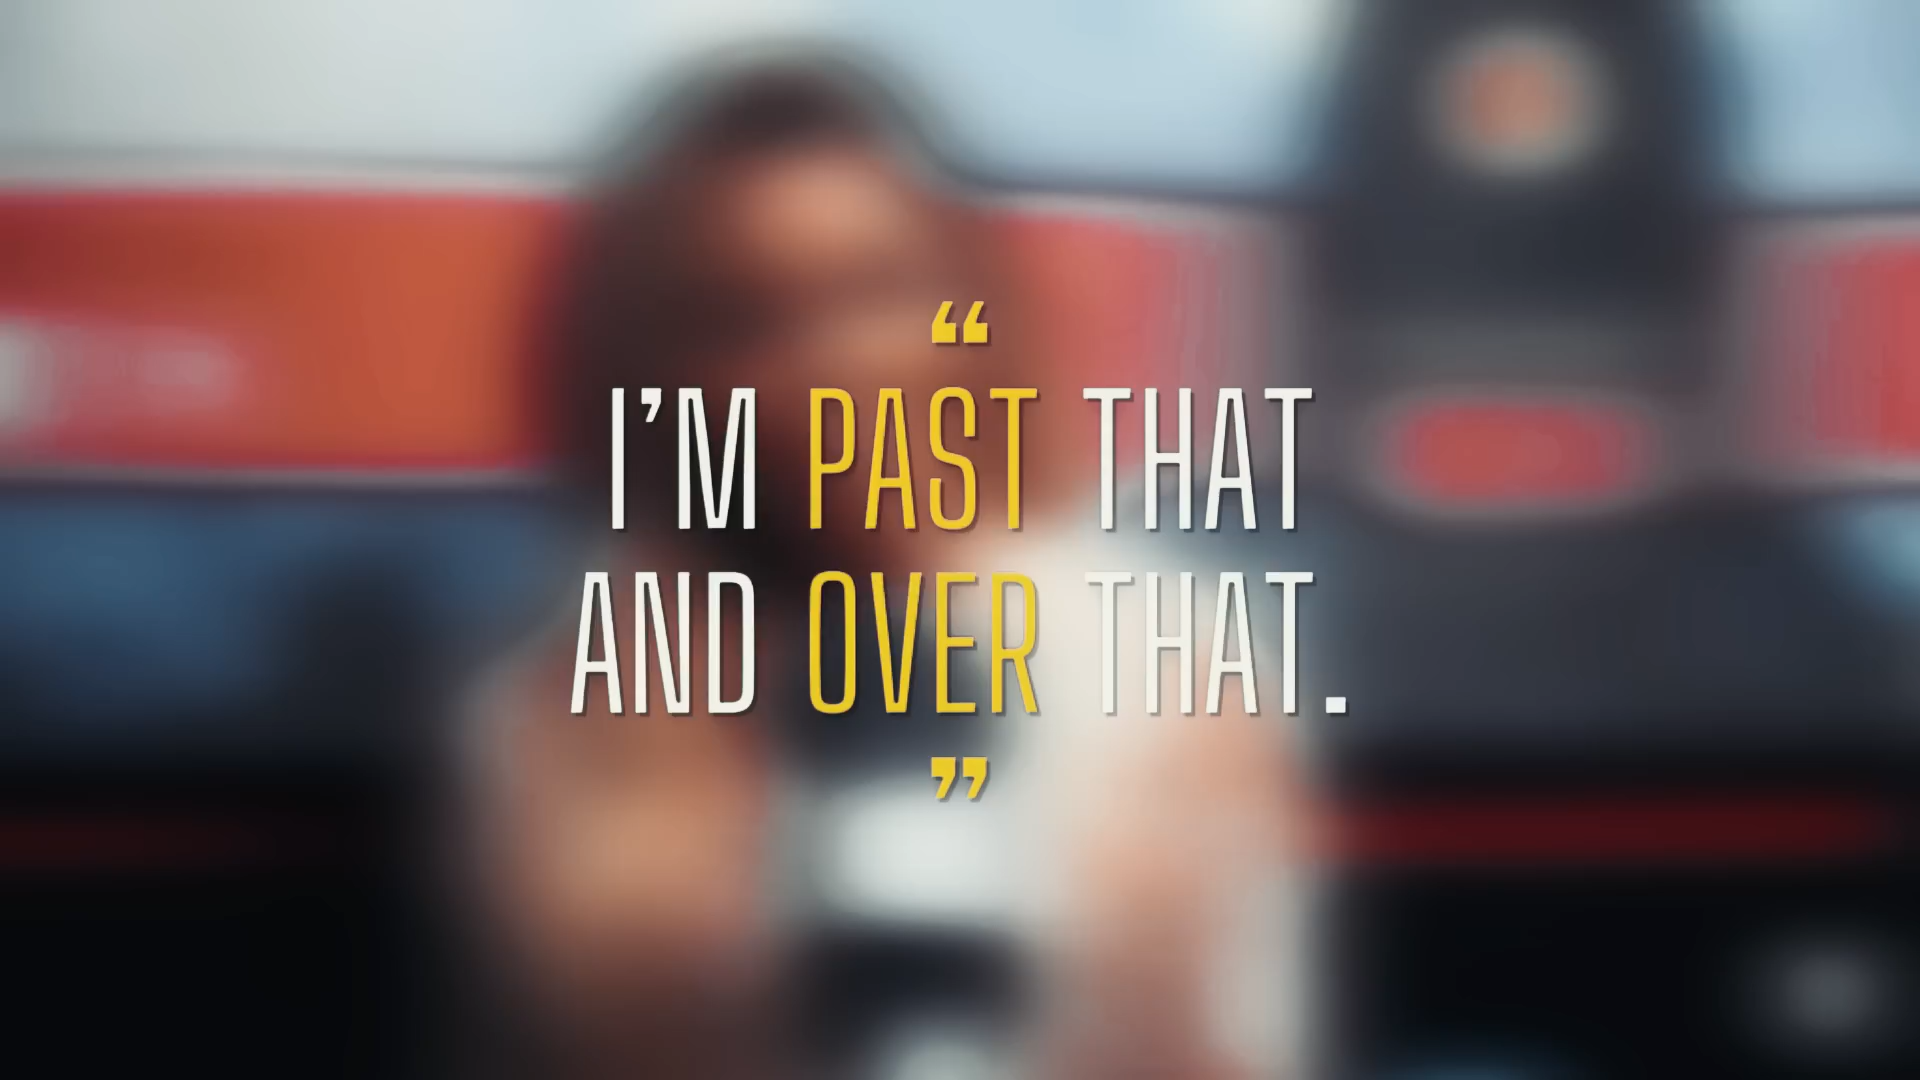 “
I’M PAST THAT
AND OVER THAT.
”